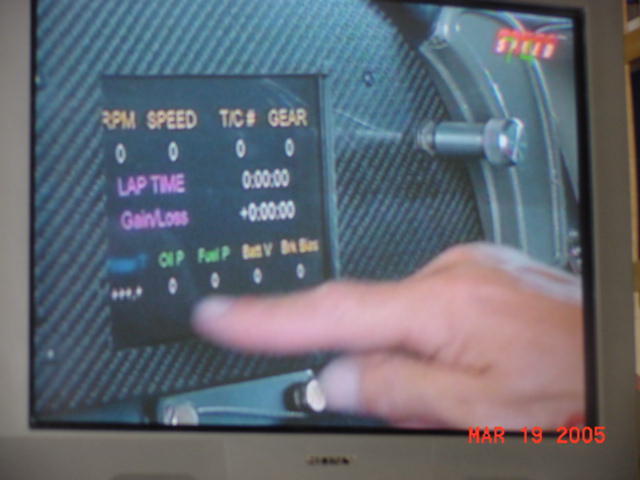 SPEED
RPM SPEED T/C # GEAR
0 0 0 0
LAP TIME 0:00:00
Gain/Loss +0:00:00
Oil P Fuel P Batt V Brk Bias
0 0 0 0
MAR 19 2005